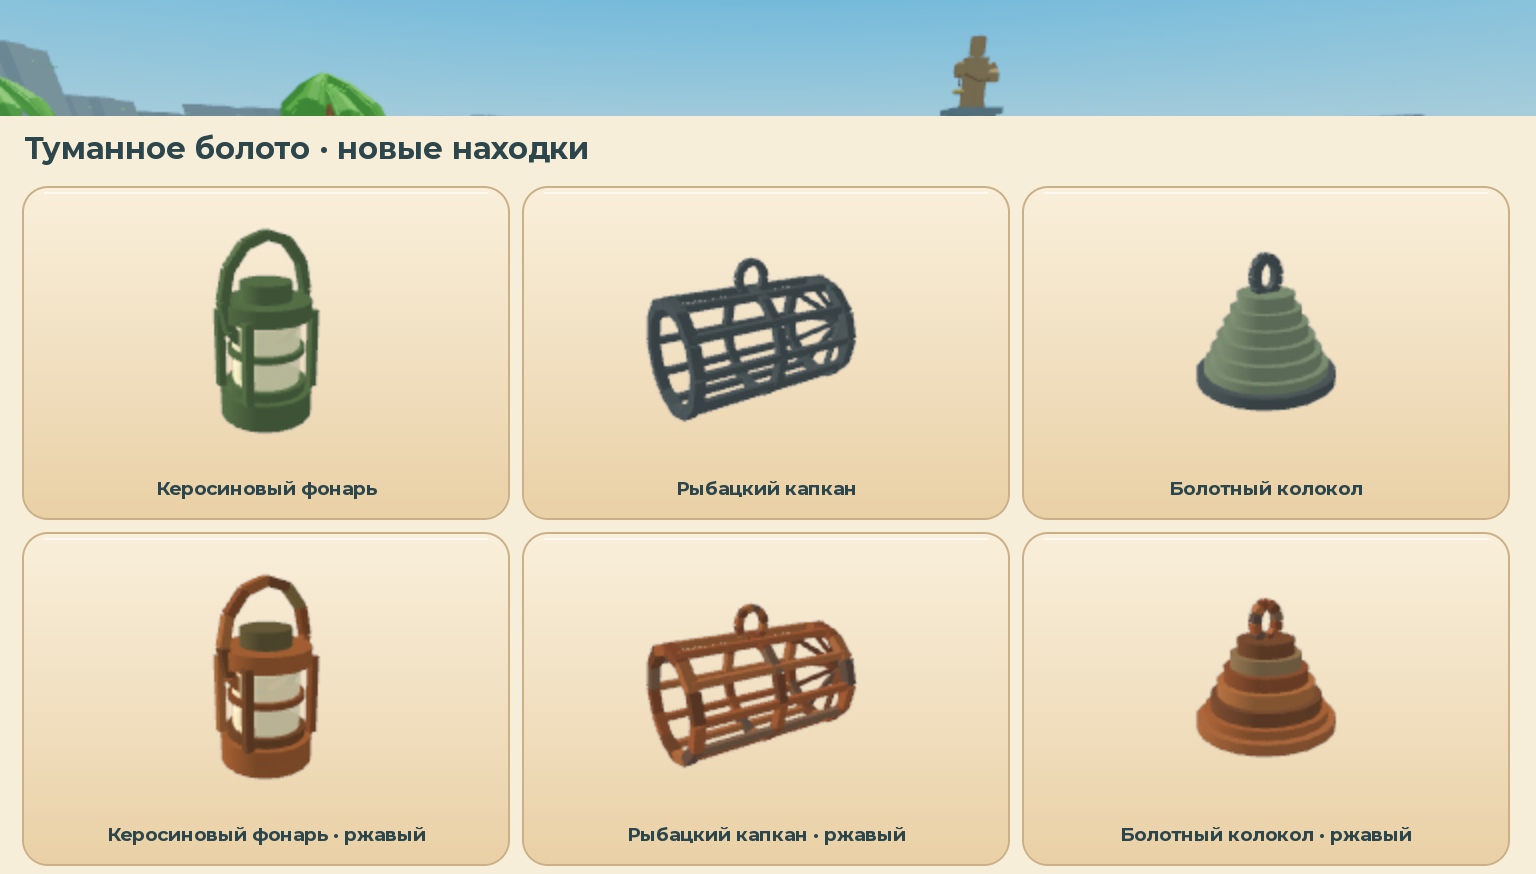 Туманное болото · новые находки
Керосиновый фонарь
Рыбацкий капкан
Болотный колокол
Керосиновый фонарь · ржавый
Рыбацкий капкан · ржавый
Болотный колокол · ржавый